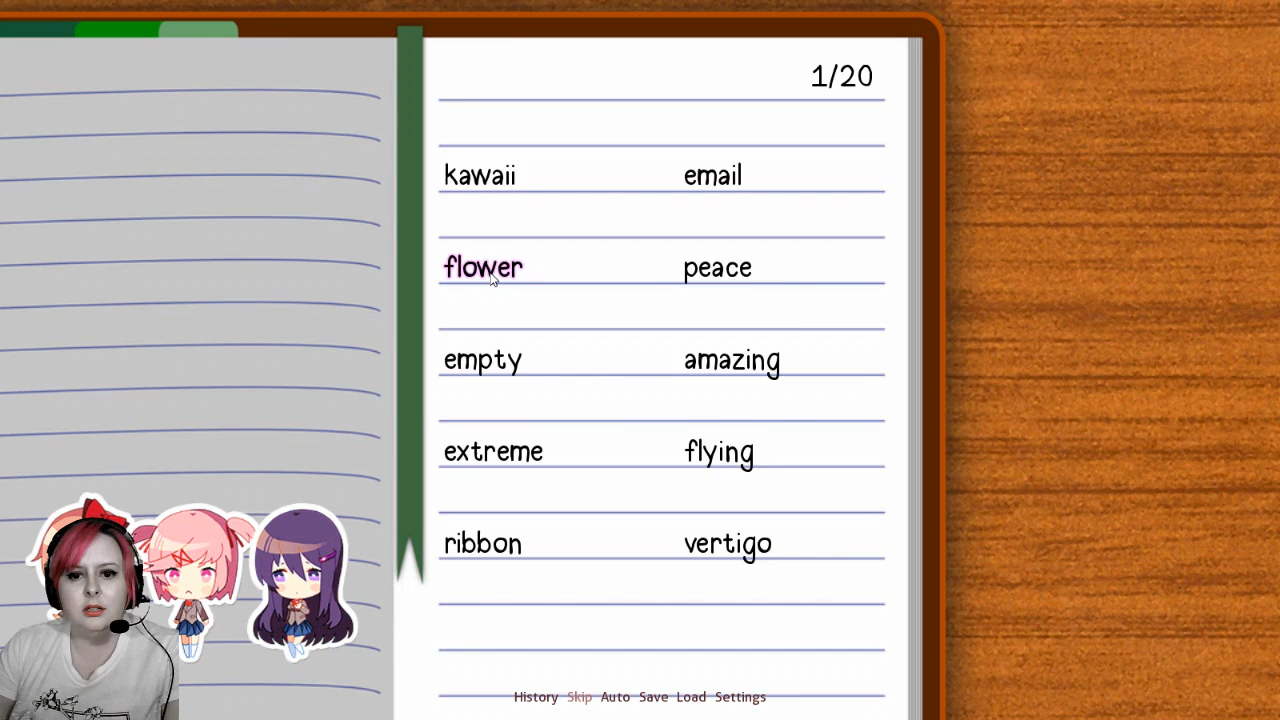 1/20
kawaii email
flower peace
empty amazing
extreme flying
ribbon vertigo
History Skip Auto Save Load Settings